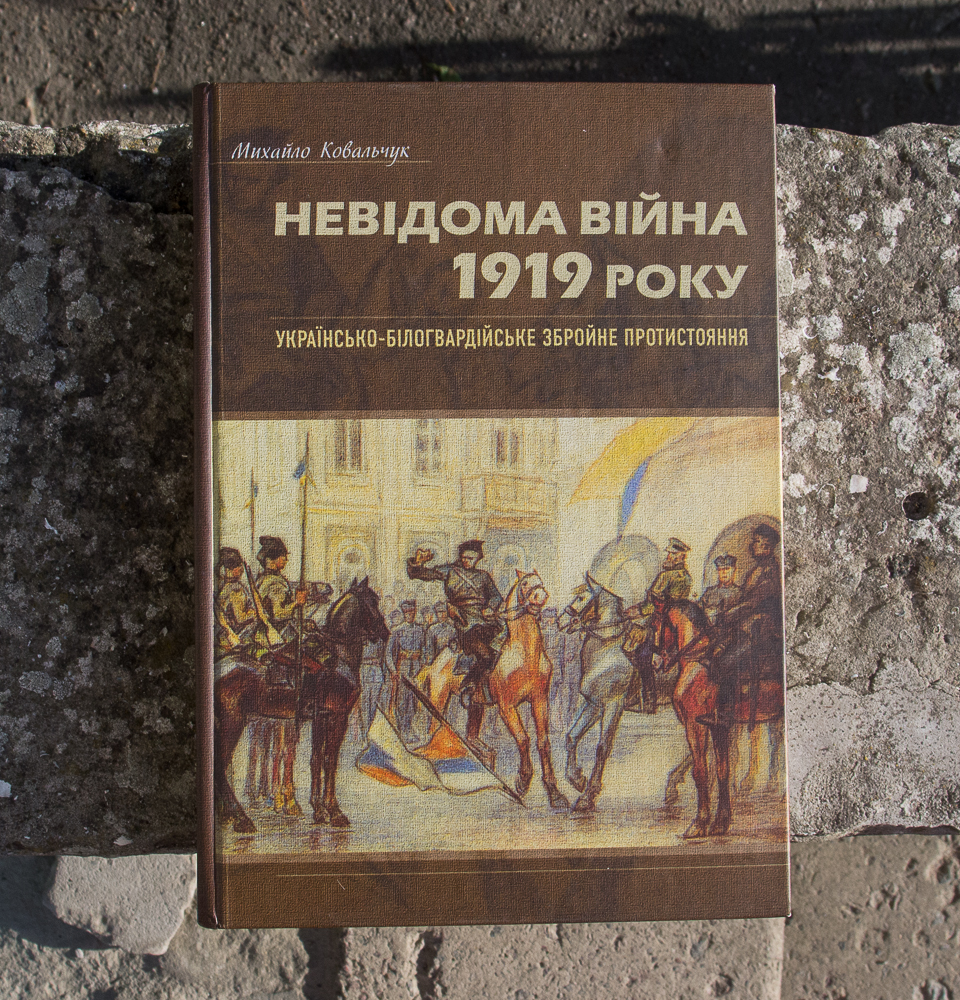 Михайло Ковальчук
НЕВІДОМА ВІЙНА
1919 РОКУ
УКРАЇНСЬКО-БІЛОГВАРДІЙСЬКЕ ЗБРОЙНЕ ПРОТИСТОЯННЯ